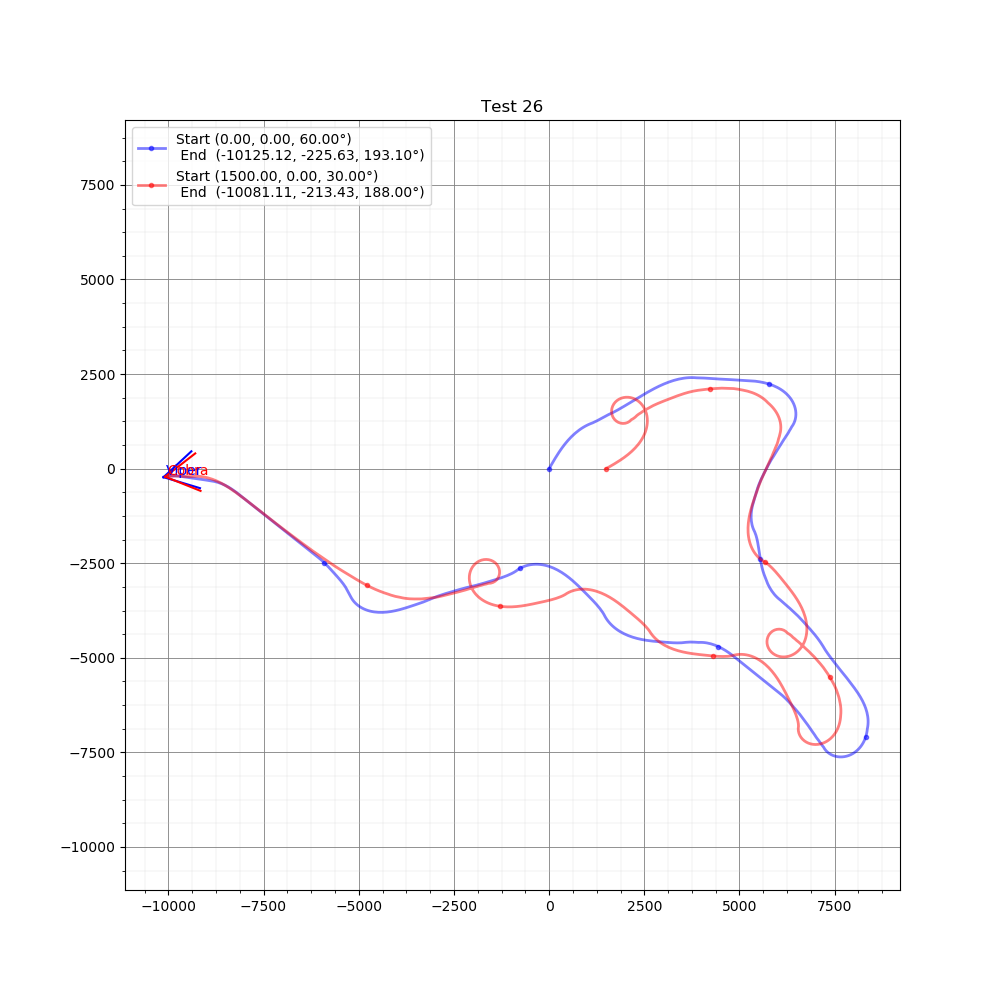 Test 26
Start (0.00, 0.00, 60.00°)
End  (-10125.12, -225.63, 193.10°)
Start (1500.00, 0.00, 30.00°)
End  (-10081.11, -213.43, 188.00°)
7500
5000
2500
0
−2500
−5000
−7500
−10000
−10000 −7500 −5000 −2500 0 2500 5000 7500